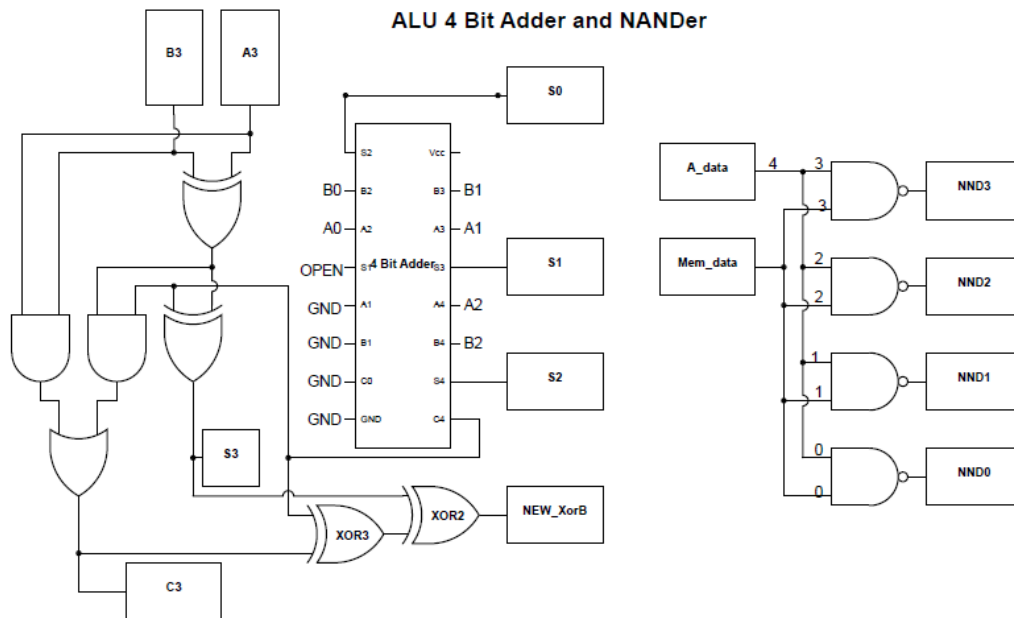 ALU 4 Bit Adder and NANDer
B3
A3
S0
S2
Vcc
B0
B2
B3
B1
A0
A2
A3
A1
OPEN
S1
4 Bit Adder
S3
S1
GND
A1
A4
A2
GND
B1
B4
B2
GND
C0
S4
S2
GND
GND
C4
S3
XOR3
XOR2
NEW_XorB
C3
A_data
4
3
NND3
3
Mem_data
2
NND2
2
1
NND1
1
0
NND0
0